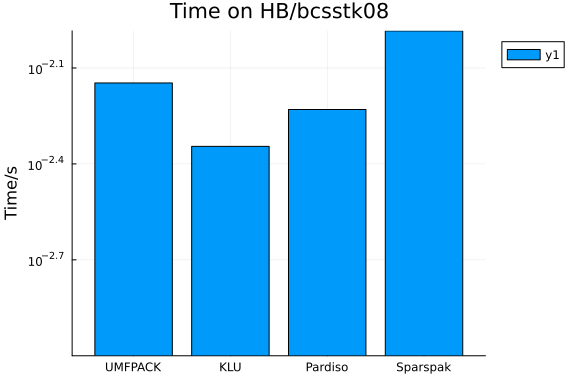 Time on HB/bcsstk08
y1
10^−2.1
10^−2.4
10^−2.7
Time/s
UMFPACK KLU Pardiso Sparspak